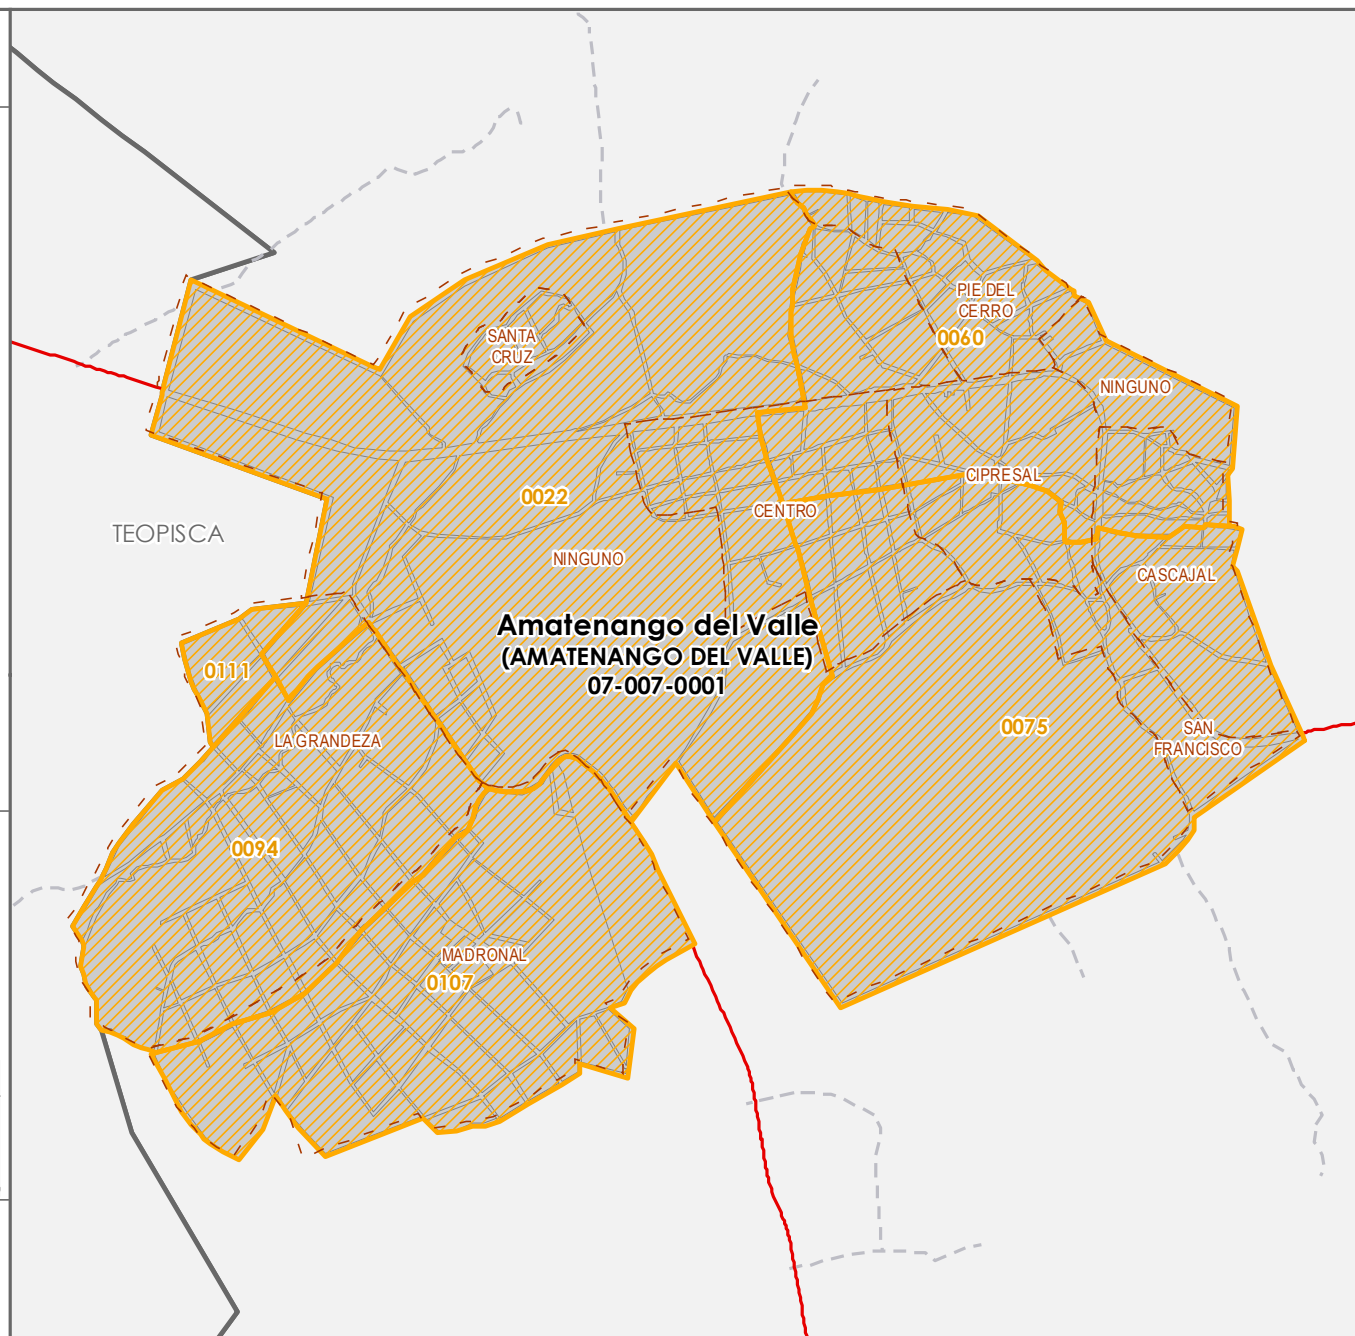 PIE DEL
CERRO
0060
SANTA
CRUZ
NINGUNO
CIPRESAL
0022
CENTRO
TEOPISCA
NINGUNO
CASCAJAL
Amatenango del Valle
(AMATENANGO DEL VALLE)
07-007-0001
0111
0075
LA GRANDEZA
SAN
FRANCISCO
0094
MADRONAL
0107